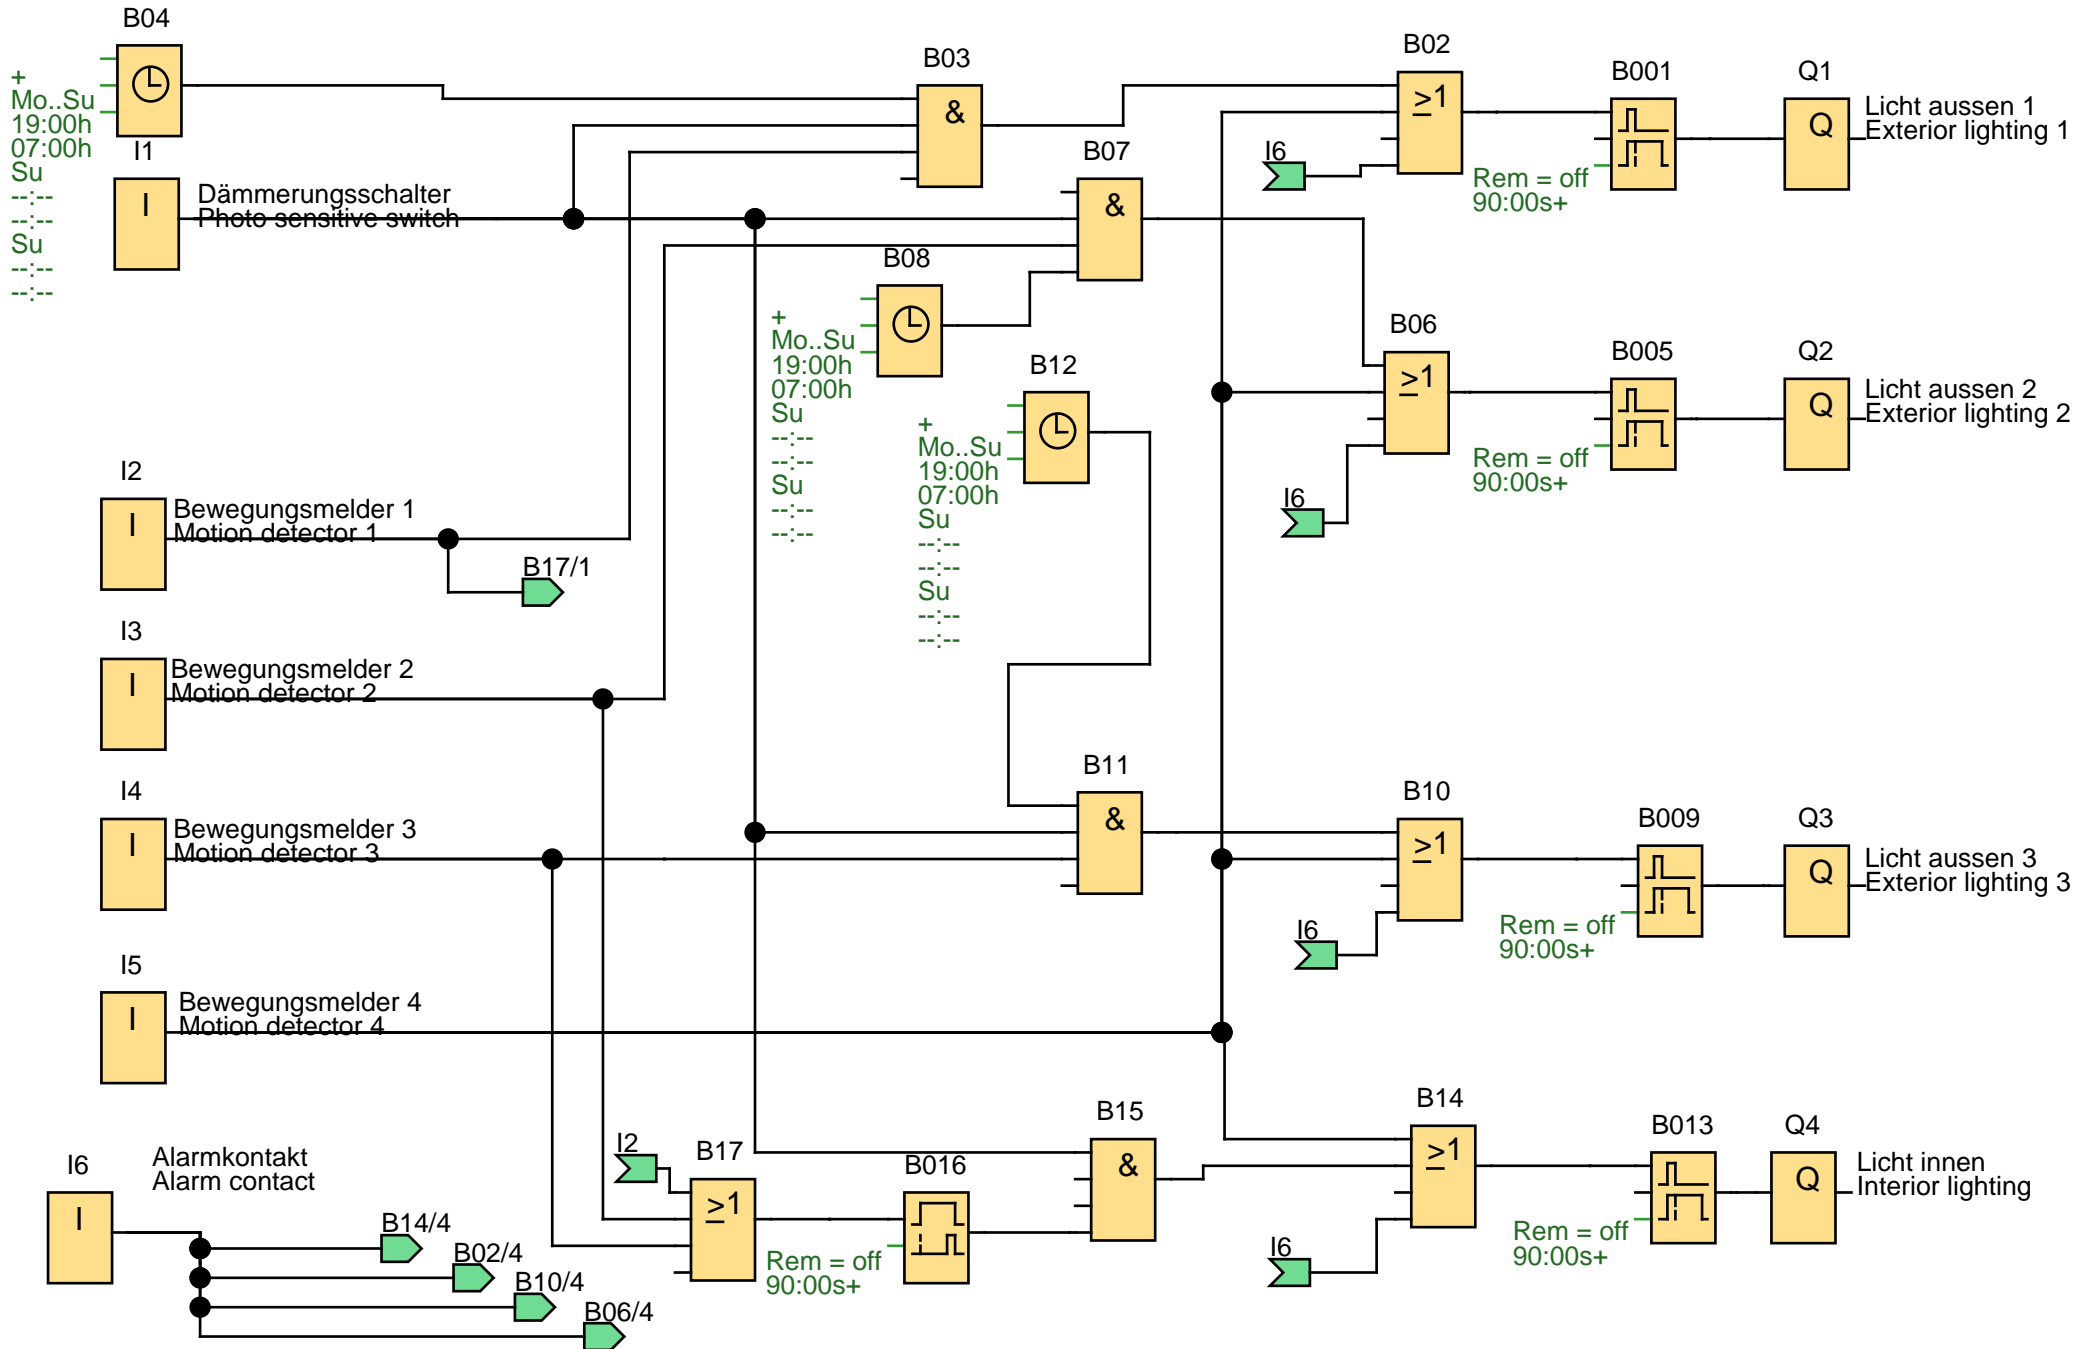 B04
+
Mo..Su
19:00h
07:00h
Su
--:--
--:--
Su
--:--
--:--
I1
I
Dämmerungsschalter
Photo sensitive switch
B03
&
B07
&
B08
+
Mo..Su
19:00h
07:00h
Su
--:--
--:--
Su
--:--
--:--
B12
+
Mo..Su
19:00h
07:00h
Su
--:--
--:--
Su
--:--
--:--
B02
≥1
I6
B001
Rem = off
90:00s+
Q1
Q
Licht aussen 1
Exterior lighting 1
B06
≥1
I6
B005
Rem = off
90:00s+
Q2
Q
Licht aussen 2
Exterior lighting 2
I2
I
Bewegungsmelder 1
Motion detector 1
B17/1
I3
I
Bewegungsmelder 2
Motion detector 2
I4
I
Bewegungsmelder 3
Motion detector 3
B11
&
B10
≥1
I6
B009
Rem = off
90:00s+
Q3
Q
Licht aussen 3
Exterior lighting 3
I5
I
Bewegungsmelder 4
Motion detector 4
I6
I
Alarmkontakt
Alarm contact
B14/4
B02/4
B10/4
B06/4
I2
B17
≥1
B016
Rem = off
90:00s+
B15
&
B14
≥1
I6
B013
Rem = off
90:00s+
Q4
Q
Licht innen
Interior lighting